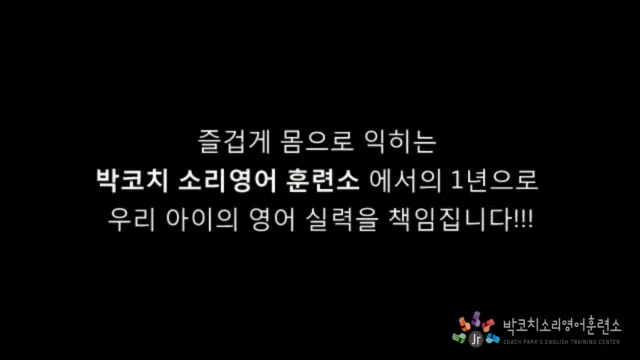 즐겁게 몸으로 익히는
박코치 소리영어 훈련소 에서의 1년으로
우리 아이의 영어 실력을 책임집니다!!!
Jr
박코치소리영어훈련소
COACH PARK'S ENGLISH TRAINING CENTER